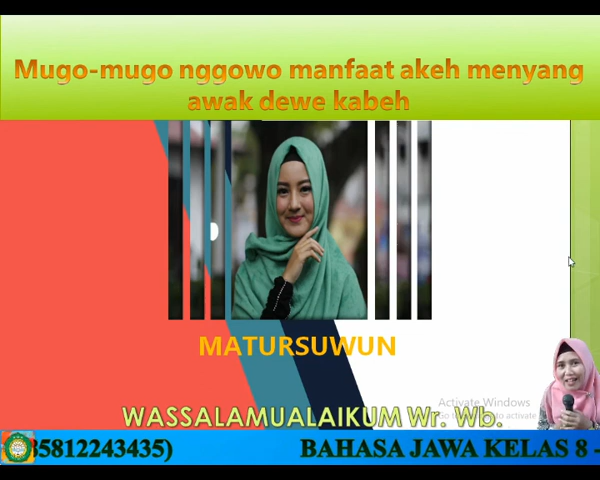 Mugo-mugo nggowo manfaat akeh menyang
awak dewe kabeh
MATURSUWUN
Activate Windows
WASSALAMUALAIKUM Wr. Wb.
5812243435) BAHASA JAWA KELAS 8 -